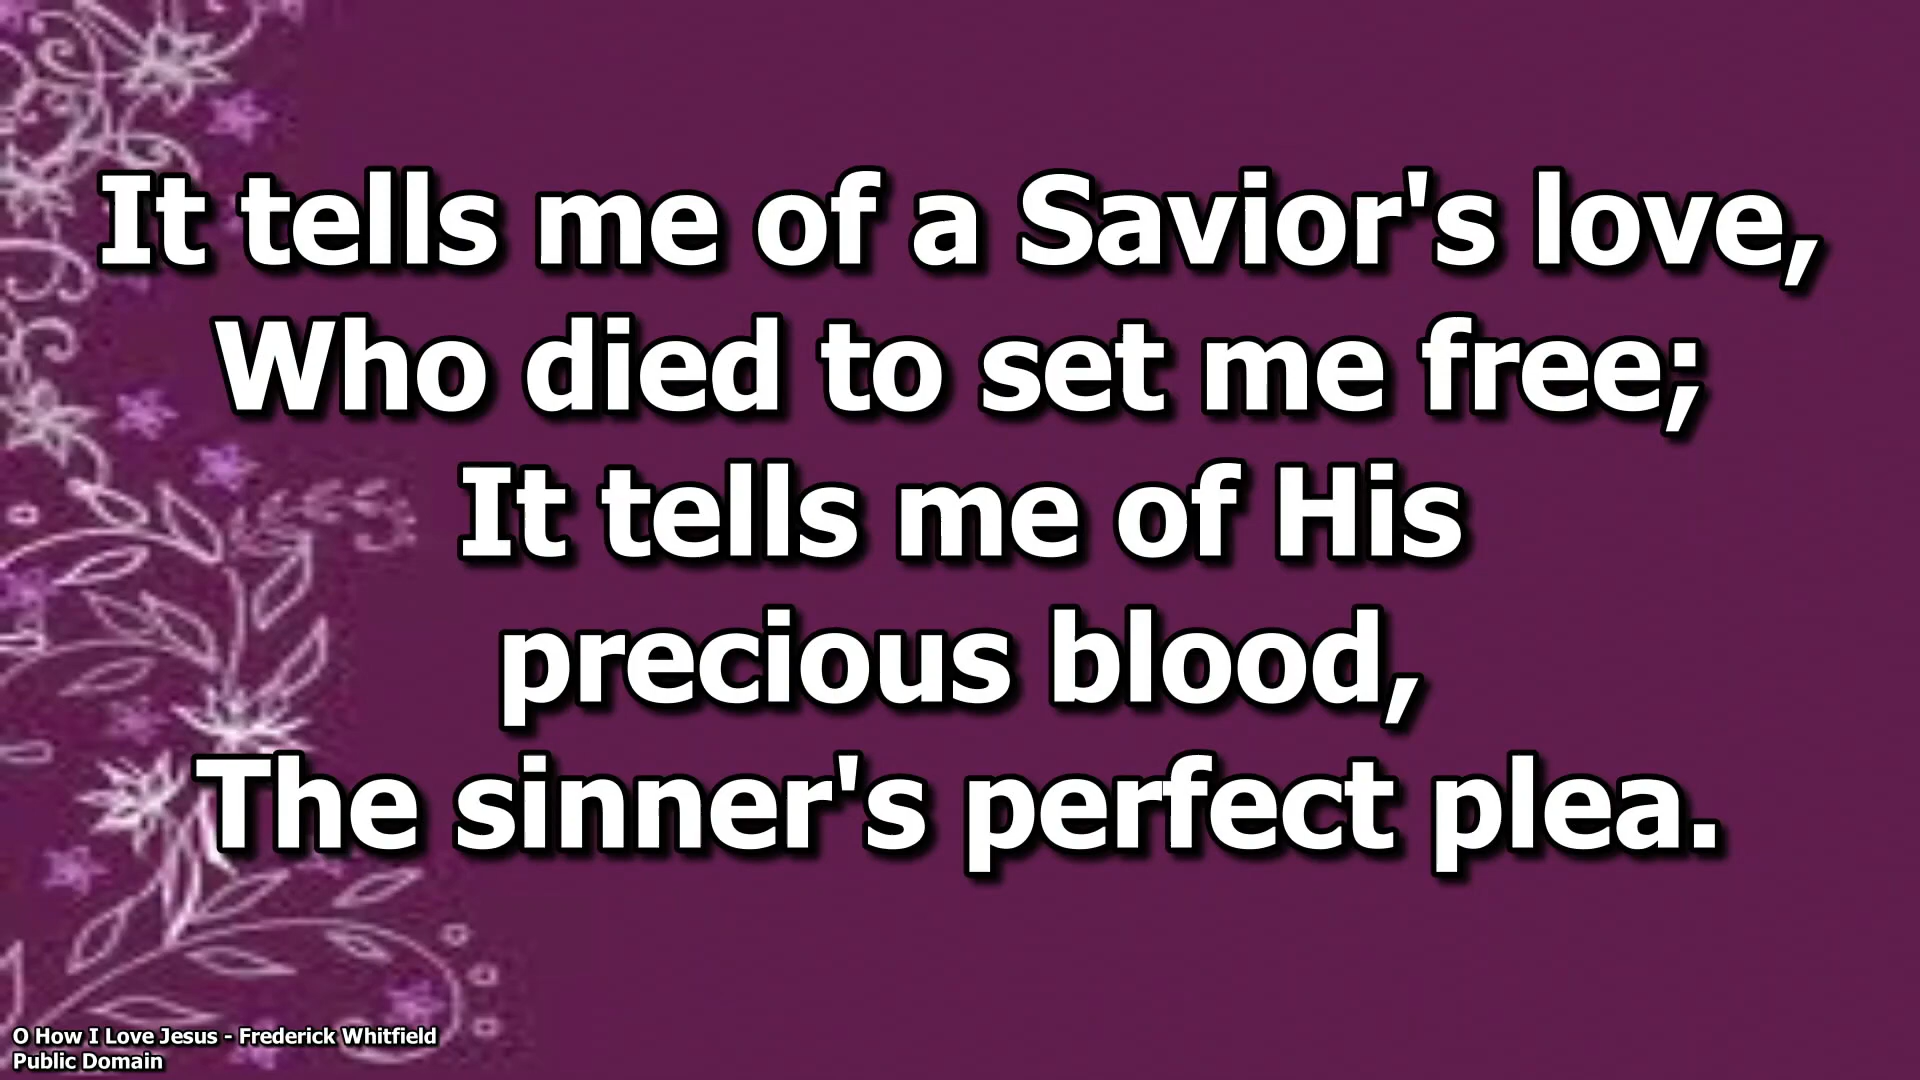 It tells me of a Savior's love,
Who died to set me free;
It tells me of His
precious blood,
The sinner's perfect plea.
O How I Love Jesus - Frederick Whitfield
Public Domain